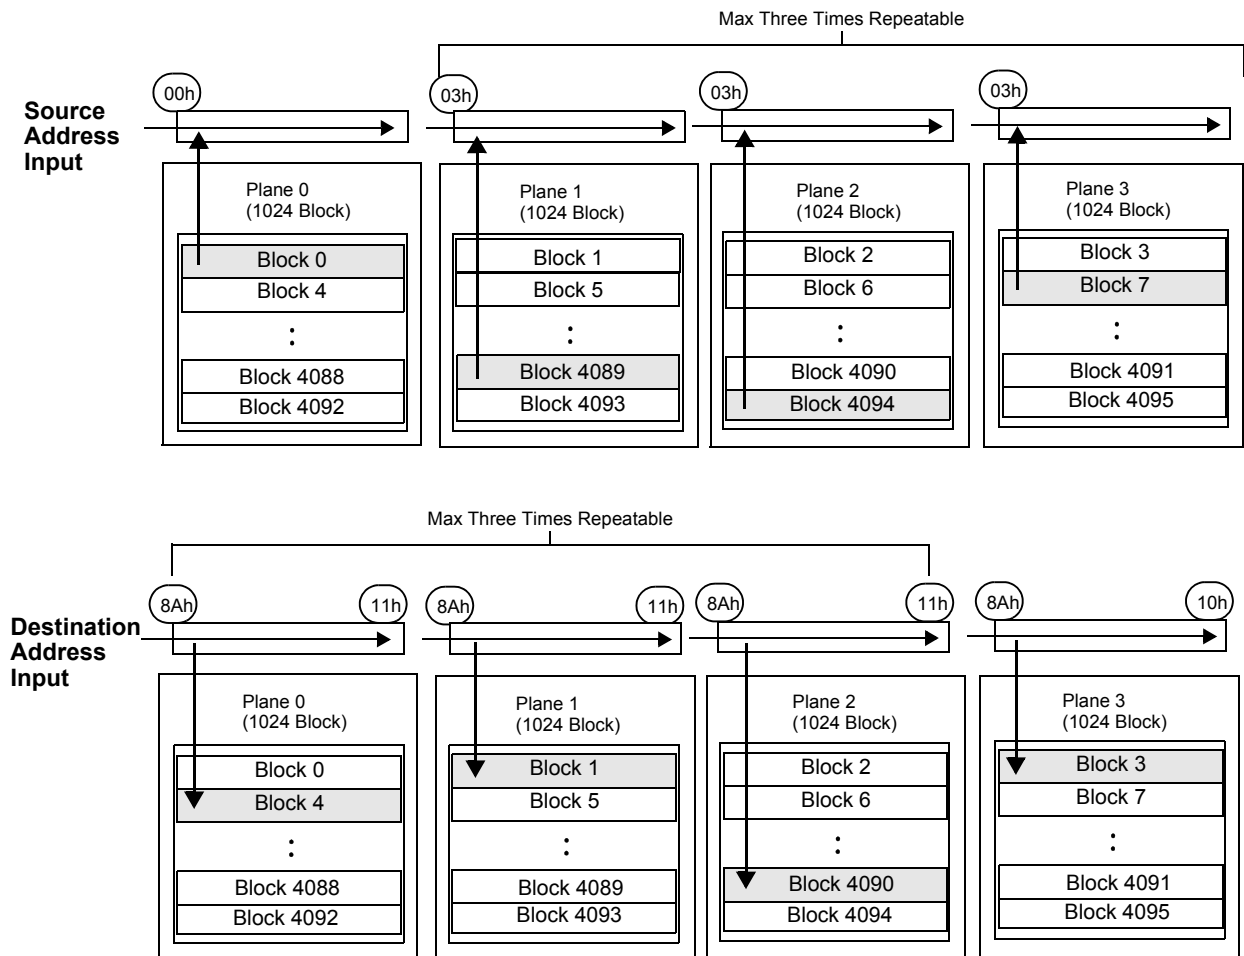 Max Three Times Repeatable
00h
03h
03h
03h
Source
Address
Input
Plane 0
(1024 Block)
Block 0
Block 4
:
Block 4088
Block 4092
Plane 1
(1024 Block)
Block 1
Block 5
:
Block 4089
Block 4093
Plane 2
(1024 Block)
Block 2
Block 6
:
Block 4090
Block 4094
Plane 3
(1024 Block)
Block 3
Block 7
:
Block 4091
Block 4095
Max Three Times Repeatable
8Ah
11h
8Ah
11h
8Ah
11h
8Ah
10h
Destination
Address
Input
Plane 0
(1024 Block)
Block 0
Block 4
:
Block 4088
Block 4092
Plane 1
(1024 Block)
Block 1
Block 5
:
Block 4089
Block 4093
Plane 2
(1024 Block)
Block 2
Block 6
:
Block 4090
Block 4094
Plane 3
(1024 Block)
Block 3
Block 7
:
Block 4091
Block 4095